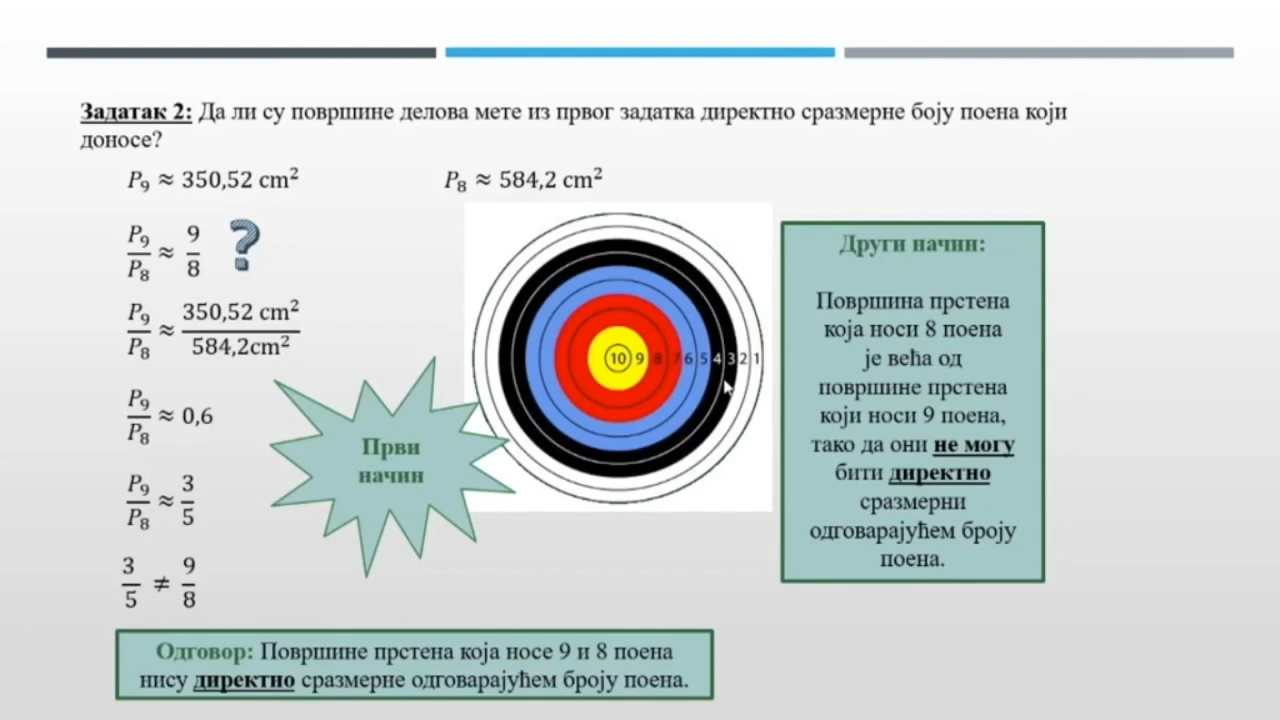 Задатак 2: Да ли су површине делова мете из првог задатка директно сразмерне боју поена који
доносе?
P₉ ≈ 350,52 cm²
P₈ ≈ 584,2 cm²
P₉/P₈ ≈ 9/8 ?
P₉/P₈ ≈ 350,52 cm²/584,2cm²
P₉/P₈ ≈ 0,6
P₉/P₈ ≈ 3/5
3/5 ≠ 9/8
Први
начин
10 9 8 7 6 5 4 3 2 1
Други начин:
Површина прстена
која носи 8 поена
је већа од
површине прстена
који носи 9 поена,
тако да они не могу
бити директно
сразмерни
одговарајућем броју
поена.
Одговор: Површине прстена која носе 9 и 8 поена
нису директно сразмерне одговарајућем броју поена.